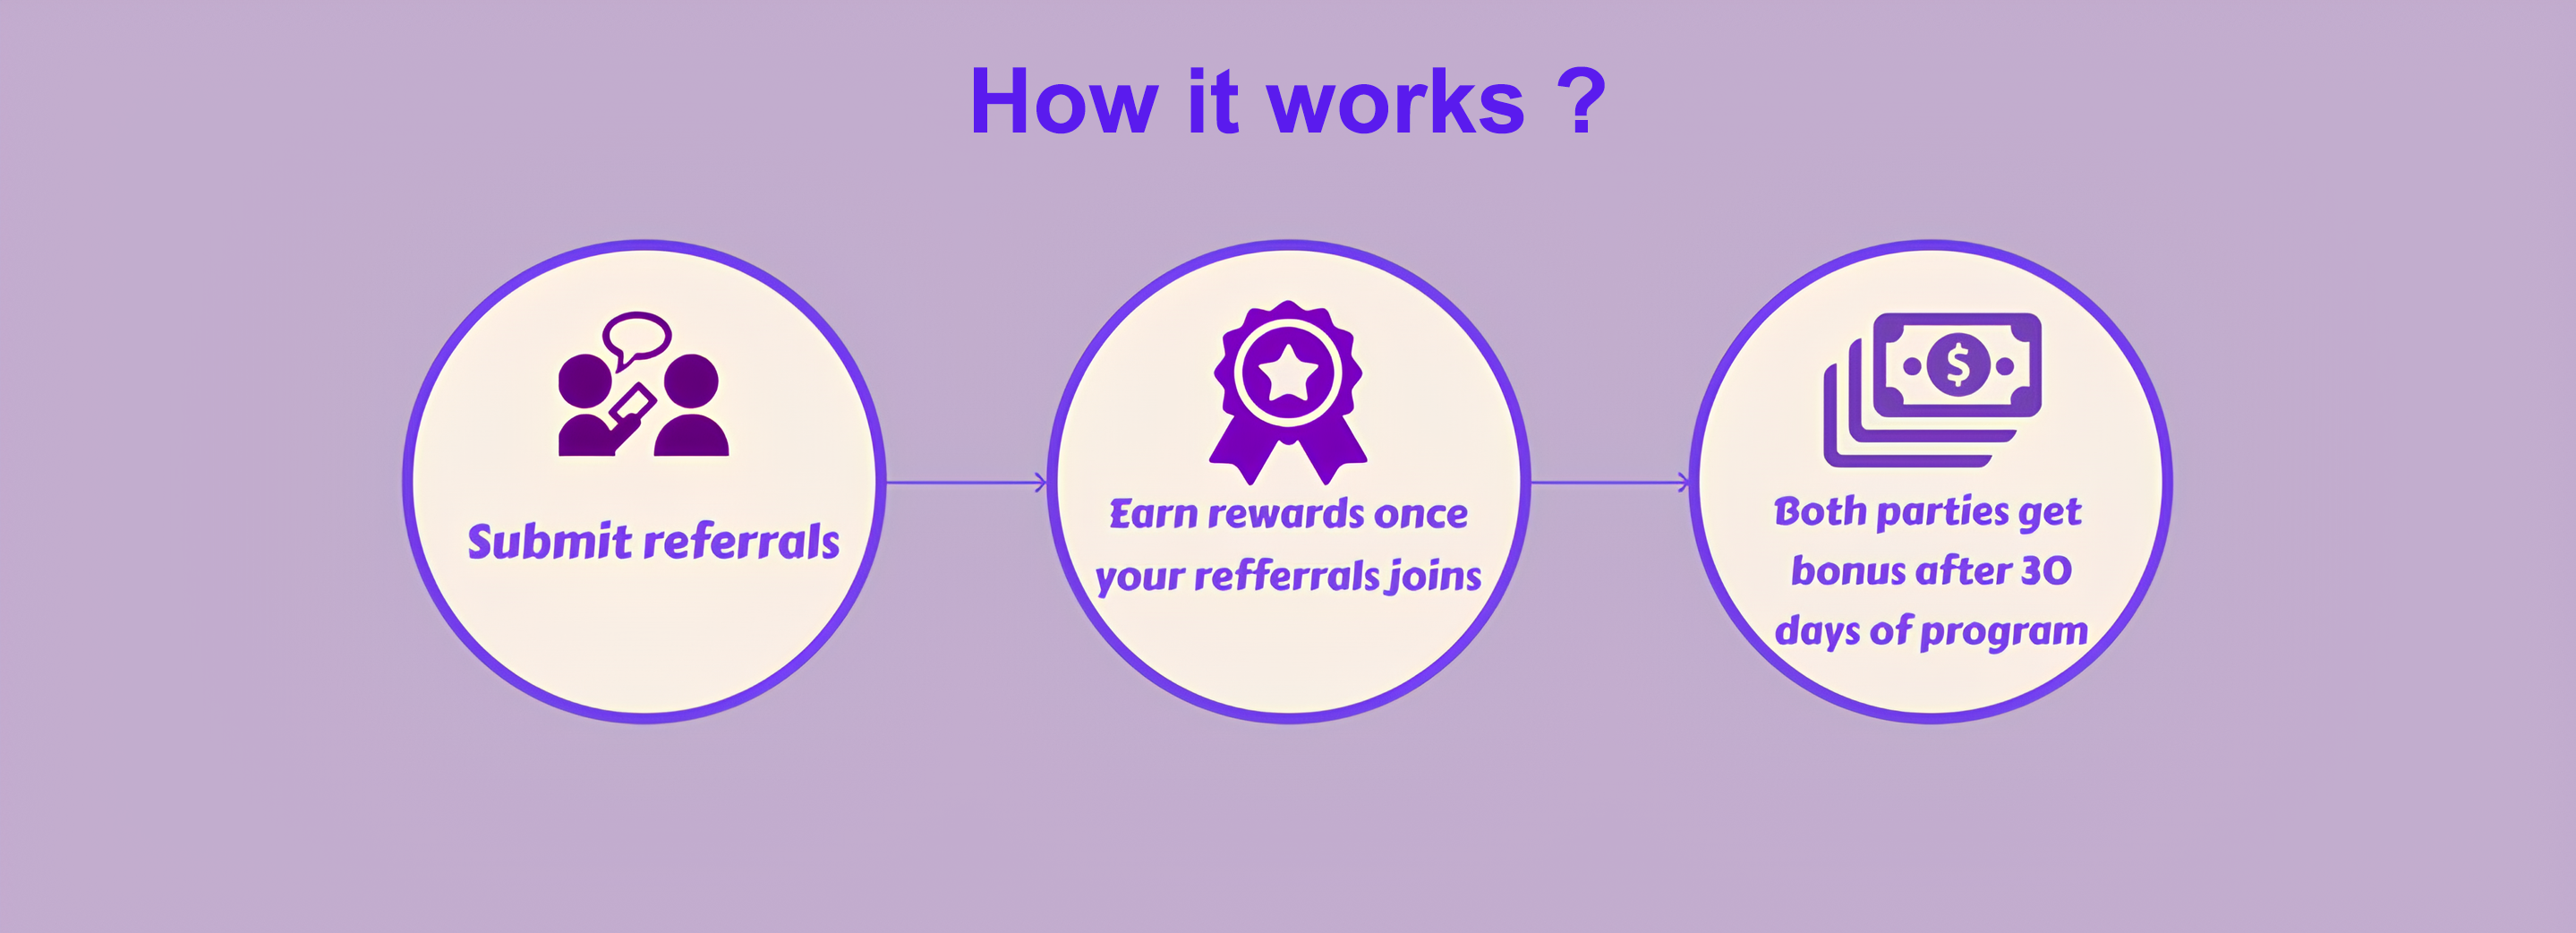 How it works ?
Submit referrals
Earn rewards once
your refferrals joins
Both parties get
bonus after 30
days of program